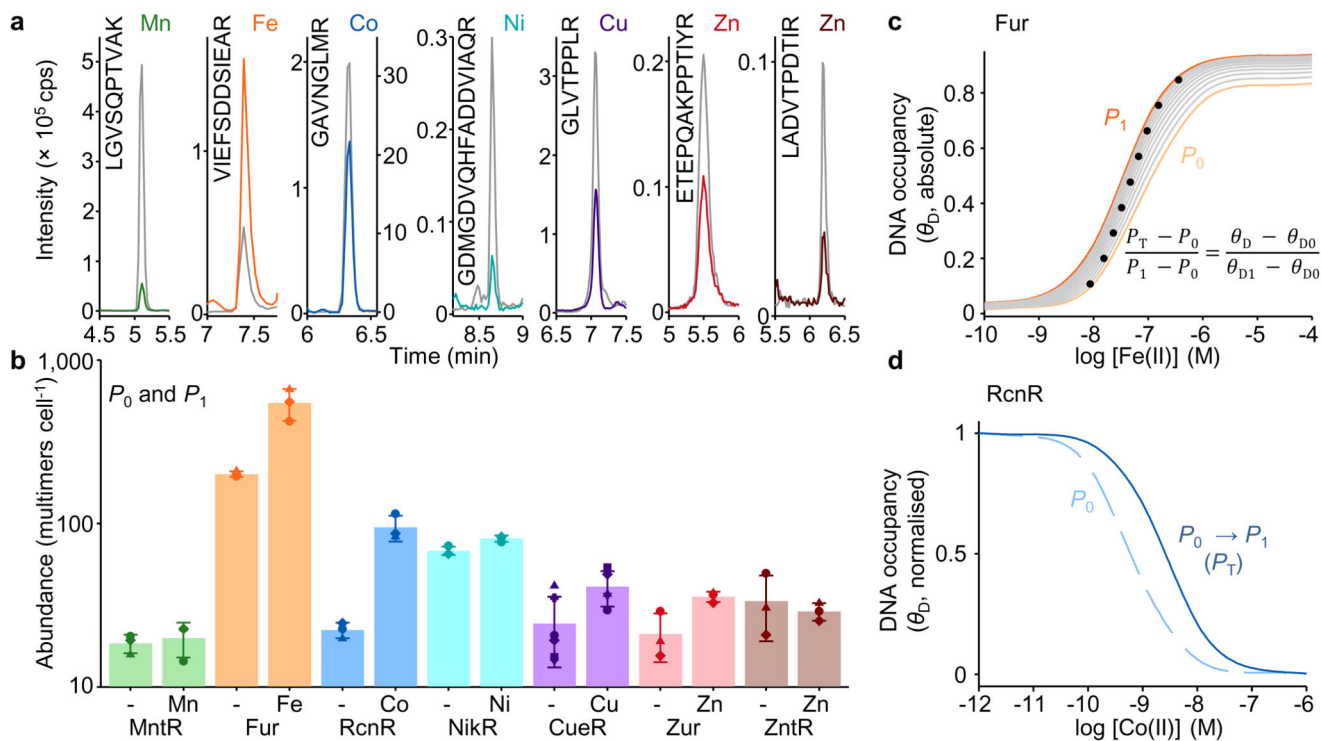 a
Mn
Fe
Co
Ni
Cu
Zn
Zn
Intensity (× 10⁵ cps)
LGVSQPTVAK
VIEFSDDSIEAR
GAVNGLMR
GDMGDVQHFADDVIAQR
GLVTPPLR
ETEPQAKPPTIYR
LADVTPDTIR
5
4
3
2
1
0
4.5 5 5.5
1
0
7 7.5
2
1
0
30
20
10
0
6 6.5
0.3
0.2
0.1
0
8.5 9
3
2
1
0
6.5 7 7.5
0.2
0.1
0
5 5.5 6
0.1
0
5.5 6 6.5
Time (min)
b
P₀ and P₁
Abundance (multimers cell⁻¹)
1,000
100
10
- Mn - Fe - Co - Ni - Cu - Zn - Zn
MntR Fur RcnR NikR CueR Zur ZntR
c
Fur
DNA occupancy
(θD, absolute)
0.8
0.6
0.4
0.2
0
P₁
P₀
(PT − P₀)/(P₁ − P₀) = (θD − θD0)/(θD1 − θD0)
-10 -9 -8 -7 -6 -5 -4
log [Fe(II)] (M)
d
RcnR
DNA occupancy
(θD, normalised)
1
0.5
0
P₀
P₀ → P₁
(PT)
-12 -11 -10 -9 -8 -7 -6
log [Co(II)] (M)